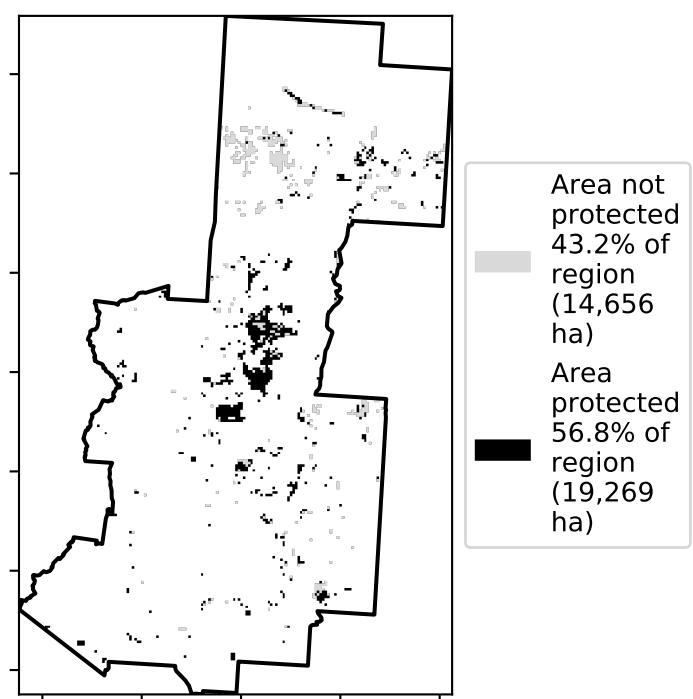 Area not
protected
43.2% of
region
(14,656
ha)
Area
protected
56.8% of
region
(19,269
ha)